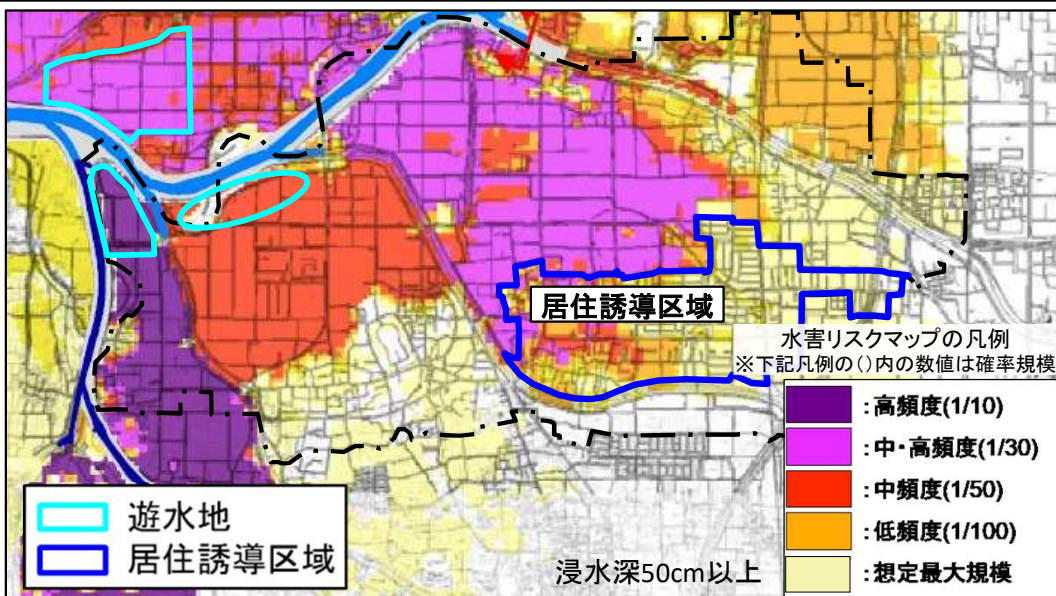 居住誘導区域
水害リスクマップの凡例
※下記凡例の()内の数値は確率規模
:高頻度(1/10)
:中・高頻度(1/30)
:中頻度(1/50)
:低頻度(1/100)
:想定最大規模
遊水地
居住誘導区域
浸水深50cm以上